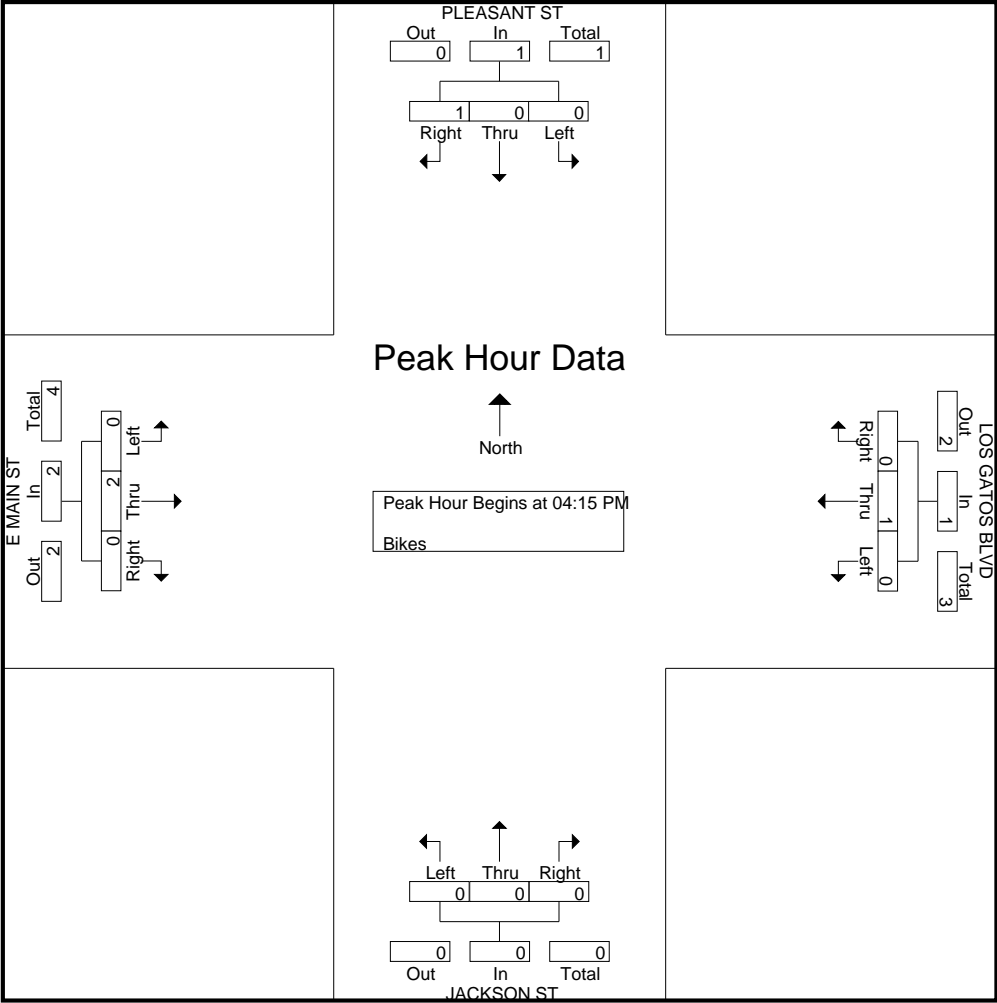 PLEASANT ST
Out In Total
0 1 1
1 0 0
Right Thru Left
Peak Hour Data
North
Peak Hour Begins at 04:15 PM
Bikes
E MAIN ST
Out In Total
2 2 4
0 2 0
Right Thru Left
LOS GATOS BLVD
Out In Total
2 1 3
0 1 0
Right Thru Left
Left Thru Right
0 0 0
0 0 0
Out In Total
JACKSON ST